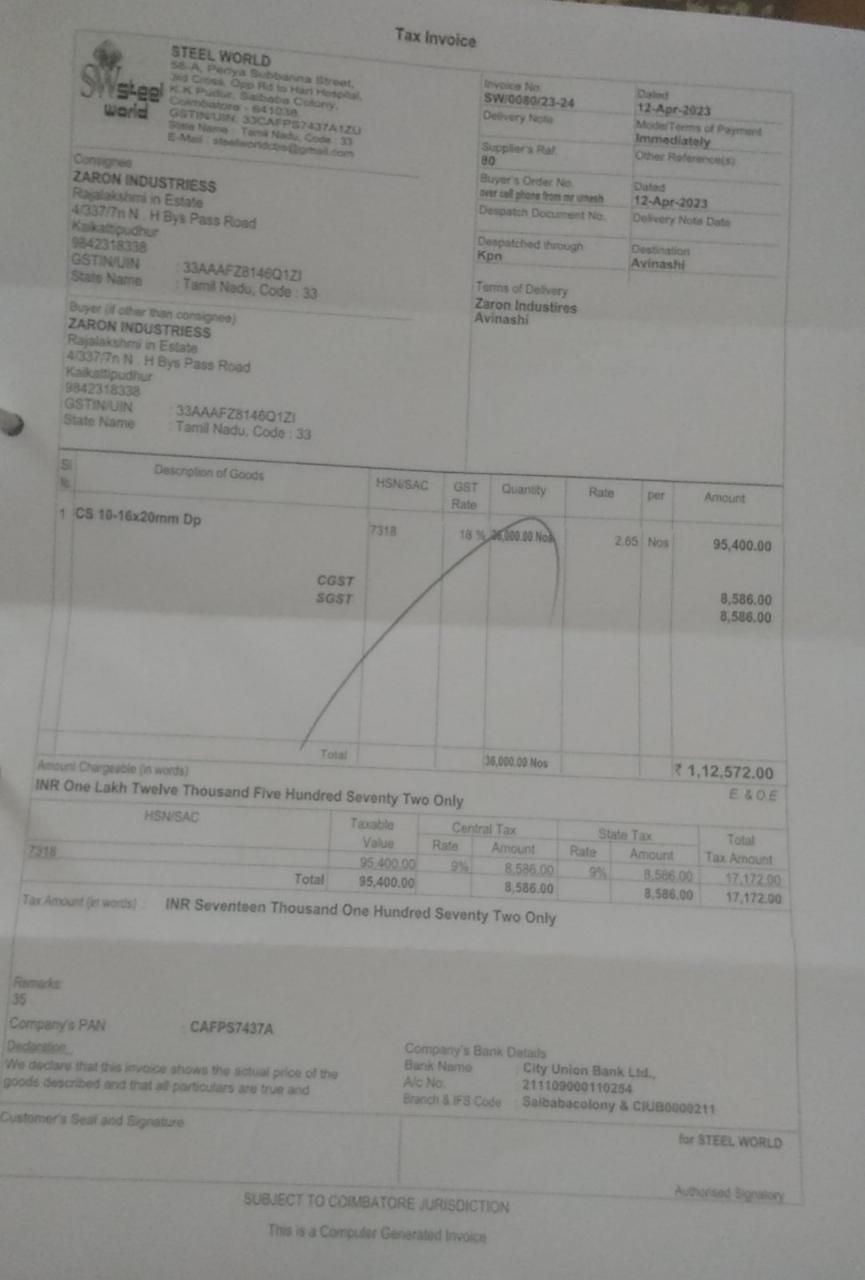 Tax Invoice
SW steel world
STEEL WORLD
58-A, Periya Subbanna Street,
3rd Cross, Opp Rd to Hari Hospital,
K.K Pudur, Saibaba Colony,
Coimbatore - 641038
GSTIN/UIN: 33CAFPS7437A1ZU
State Name : Tamil Nadu, Code : 33
E-Mail : steelworldcbe@gmail.com
Invoice No.
SW/0080/23-24
Dated
12-Apr-2023
Delivery Note
Mode/Terms of Payment
Immediately
Supplier's Ref.
80
Other Reference(s)
Buyer's Order No.
over cell phone from mr umesh
Dated
12-Apr-2023
Despatch Document No.
Delivery Note Date
Despatched through
Kpn
Destination
Avinashi
Terms of Delivery
Zaron Industires
Avinashi
Consignee
ZARON INDUSTRIESS
Rajalakshmi in Estate
4/337/7n N . H Bys Pass Road
Kaikattipudhur
9842318338
GSTIN/UIN : 33AAAFZ8146Q1ZI
State Name : Tamil Nadu, Code : 33
Buyer (if other than consignee)
ZARON INDUSTRIESS
Rajalakshmi in Estate
4/337/7n N . H Bys Pass Road
Kaikattipudhur
9842318338
GSTIN/UIN : 33AAAFZ8146Q1ZI
State Name : Tamil Nadu, Code : 33
Sl No. Description of Goods HSN/SAC GST Rate Quantity Rate per Amount
1 CS 10-16x20mm Dp 7318 18 % 36,000.00 Nos 2.65 Nos 95,400.00
CGST 8,586.00
SGST 8,586.00
Total 36,000.00 Nos ₹ 1,12,572.00
Amount Chargeable (in words) E. & O.E
INR One Lakh Twelve Thousand Five Hundred Seventy Two Only
HSN/SAC Taxable Value Central Tax State Tax Total Tax Amount
Rate Amount Rate Amount
7318 95,400.00 9% 8,586.00 9% 8,586.00 17,172.00
Total 95,400.00 8,586.00 8,586.00 17,172.00
Tax Amount (in words) : INR Seventeen Thousand One Hundred Seventy Two Only
Remarks:
35
Company's PAN : CAFPS7437A
Declaration
We declare that this invoice shows the actual price of the
goods described and that all particulars are true and
Company's Bank Details
Bank Name : City Union Bank Ltd.,
A/c No. : 211109000110254
Branch & IFS Code : Saibabacolony & CIUB0000211
Customer's Seal and Signature
for STEEL WORLD
Authorised Signatory
SUBJECT TO COIMBATORE JURISDICTION
This is a Computer Generated Invoice